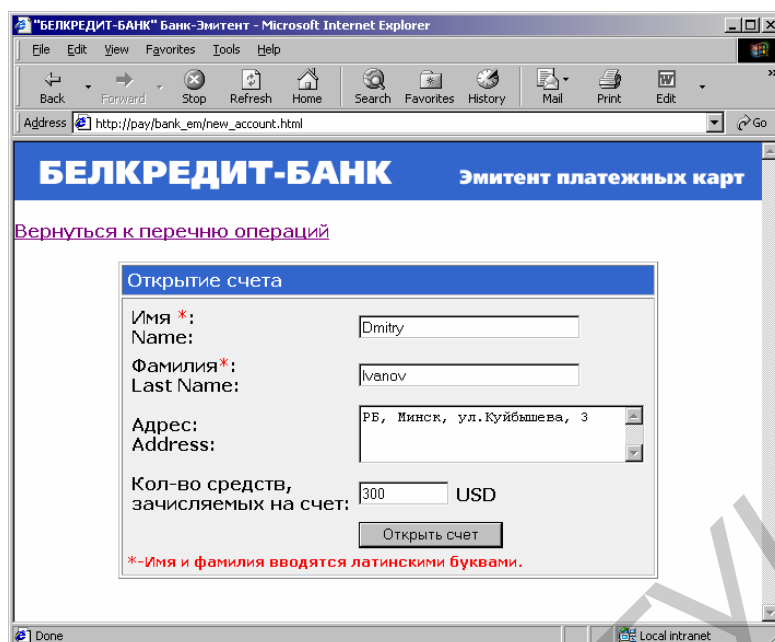 "БЕЛКРЕДИТ-БАНК" Банк-Эмитент - Microsoft Internet Explorer
File Edit View Favorites Tools Help
Back Forward Stop Refresh Home Search Favorites History Mail Print Edit »
Address http://pay/bank_em/new_account.html Go
БЕЛКРЕДИТ-БАНК Эмитент платежных карт
Вернуться к перечню операций
Открытие счета
Имя *:
Name: Dmitry
Фамилия*:
Last Name: Ivanov
Адрес:
Address: РБ, Минск, ул.Куйбышева, 3
Кол-во средств,
зачисляемых на счет: 300 USD
Открыть счет
*-Имя и фамилия вводятся латинскими буквами.
Done Local intranet